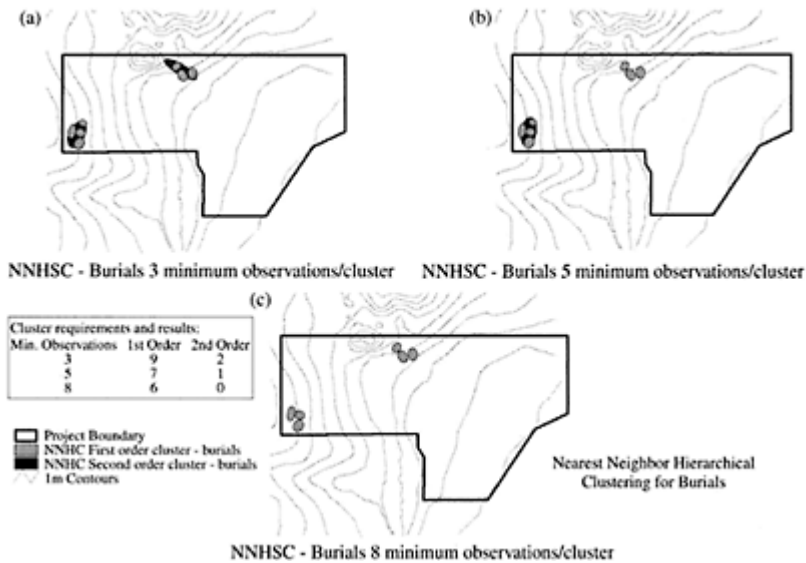 (a)
(b)
NNHSC - Burials 3 minimum observations/cluster
NNHSC - Burials 5 minimum observations/cluster
(c)
Cluster requirements and results:
Min. Observations 1st Order 2nd Order
3 9 2
5 7 1
8 6 0
Project Boundary
NNHC First order cluster - burials
NNHC Second order cluster - burials
1m Contours
Nearest Neighbor Hierarchical
Clustering for Burials
NNHSC - Burials 8 minimum observations/cluster